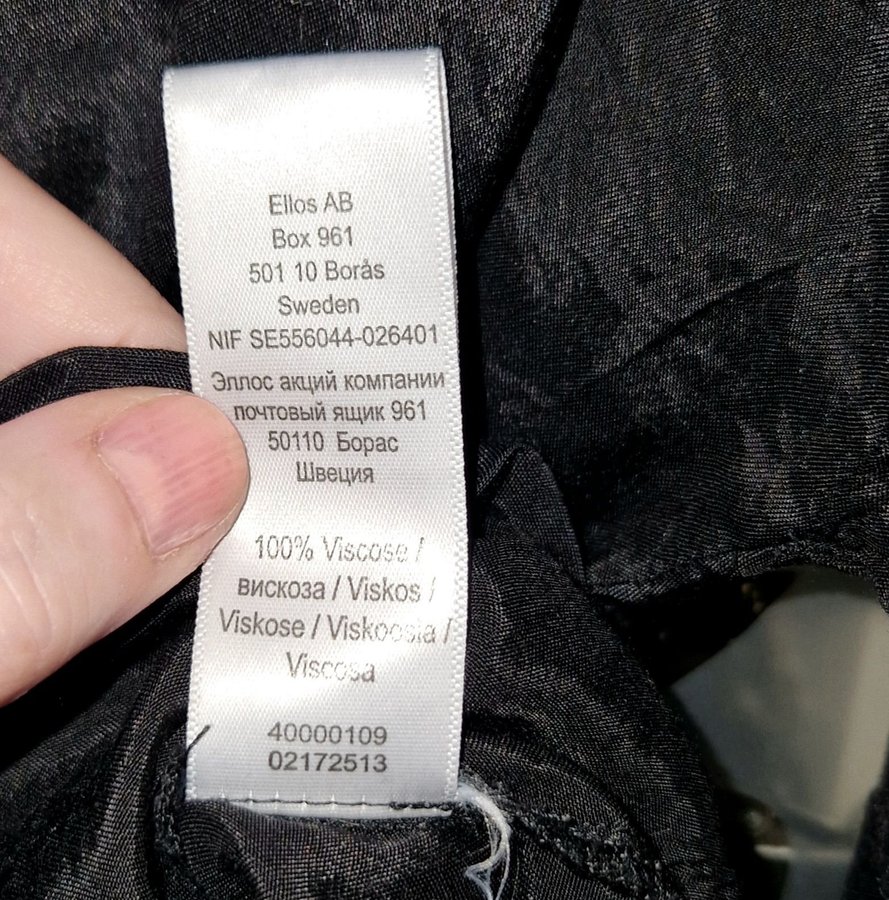 Ellos AB
Box 961
501 10 Borås
Sweden
NIF SE556044-026401
Эллос акций компании
почтовый ящик 961
50110 Борас
Швеция
100% Viscose /
вискоза / Viskos /
Viskose / Viskoosia /
Viscosa
40000109
02172513